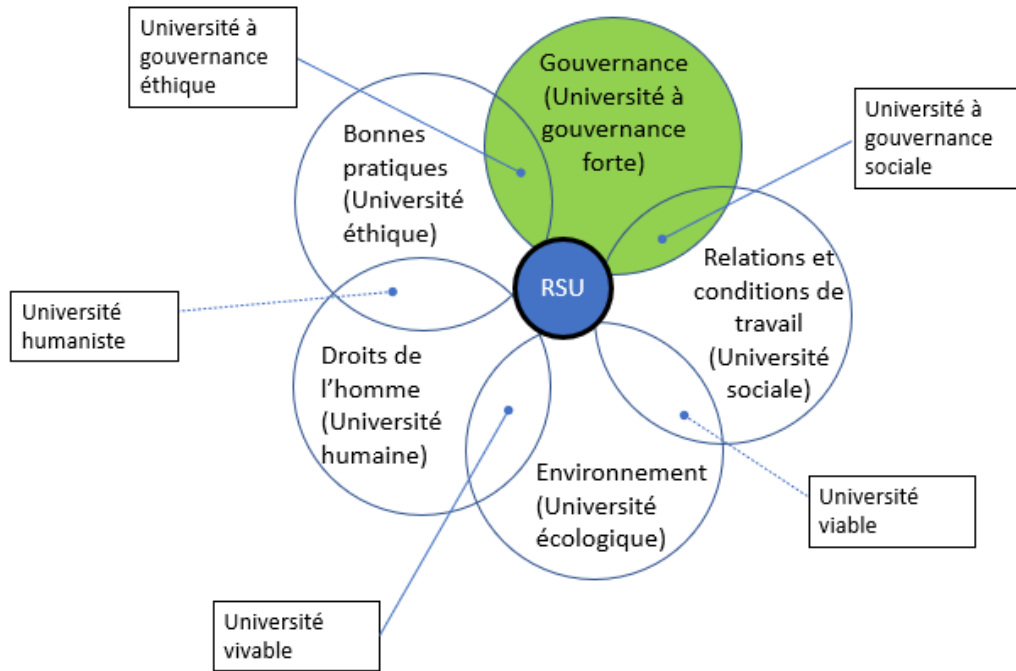 Université à
gouvernance
éthique
Gouvernance
(Université à
gouvernance
forte)
Université à
gouvernance
sociale
Bonnes
pratiques
(Université
éthique)
RSU
Relations et
conditions de
travail
(Université
sociale)
Université
humaniste
Droits de
l’homme
(Université
humaine)
Environnement
(Université
écologique)
Université
viable
Université
vivable